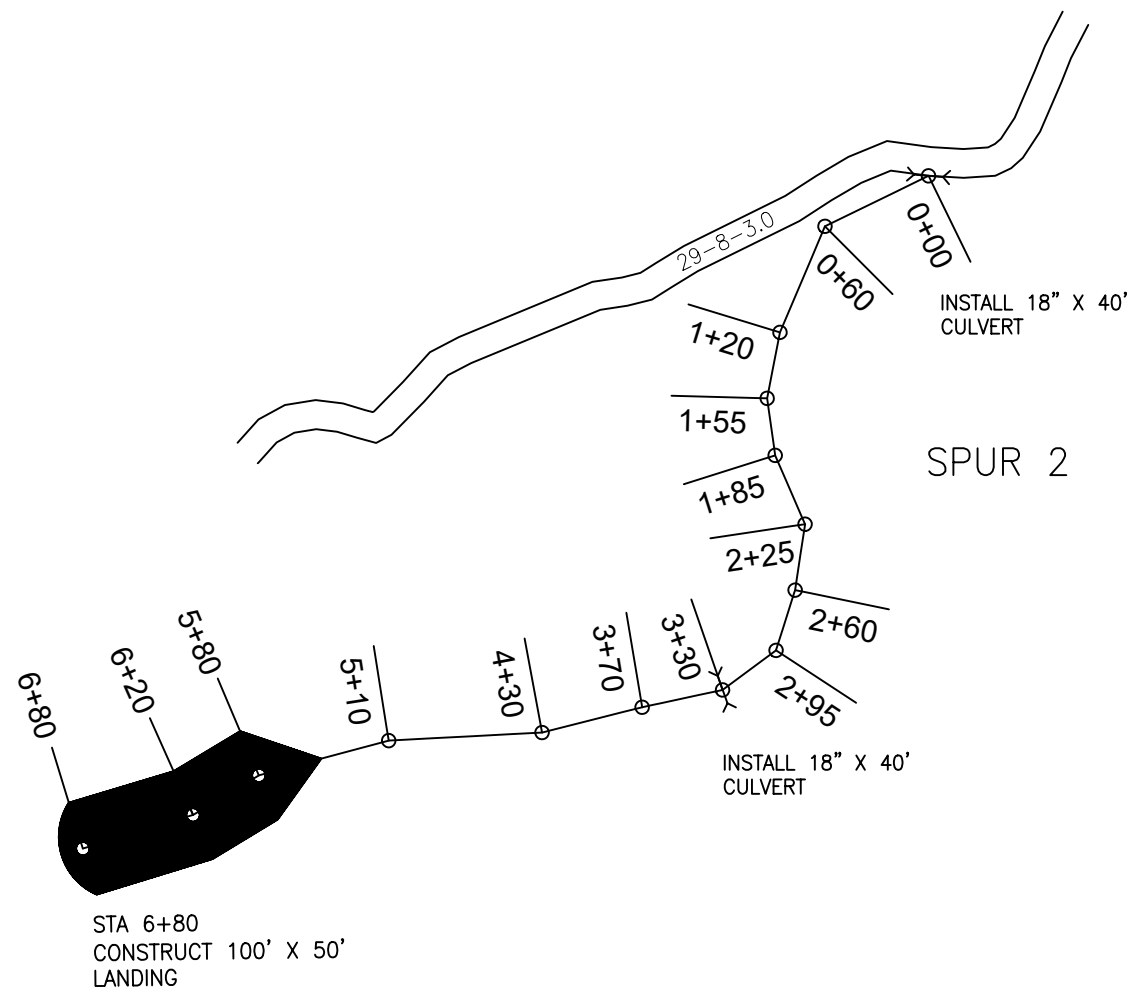 29-8-3.0
0+00
0+60
INSTALL 18" X 40'
CULVERT
1+20
1+55
SPUR 2
1+85
2+25
2+60
2+95
3+30
3+70
4+30
5+10
5+80
6+20
6+80
INSTALL 18" X 40'
CULVERT
STA 6+80
CONSTRUCT 100' X 50'
LANDING